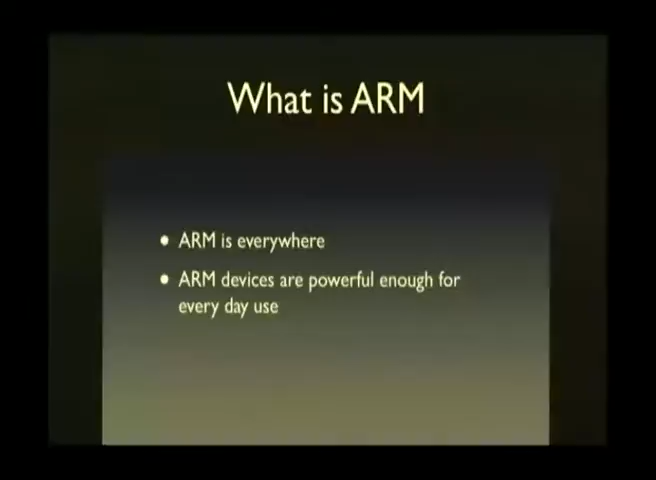 What is ARM
• ARM is everywhere
• ARM devices are powerful enough for
every day use